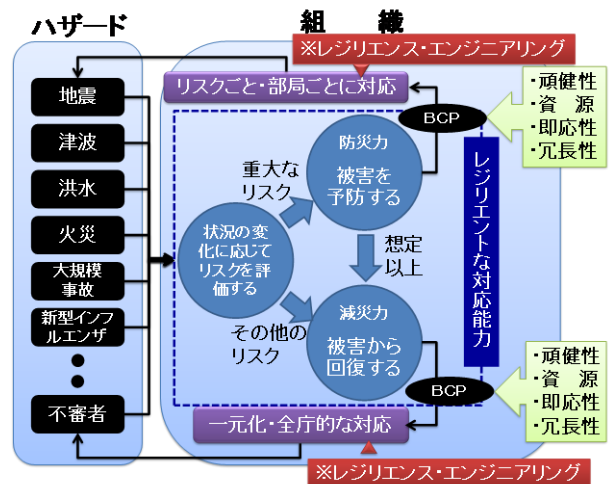 ハザード
組　織
※レジリエンス・エンジニアリング
地震
津波
洪水
火災
大規模
事故
新型インフ
ルエンザ
不審者
リスクごと・部局ごとに対応
BCP
・頑健性
・資　源
・即応性
・冗長性
防災力
被害を
予防する
重大な
リスク
状況の変
化に応じて
リスクを評
価する
想定
以上
レジリエントな対応能力
その他の
リスク
減災力
被害から
回復する
BCP
・頑健性
・資　源
・即応性
・冗長性
一元化・全庁的な対応
※レジリエンス・エンジニアリング